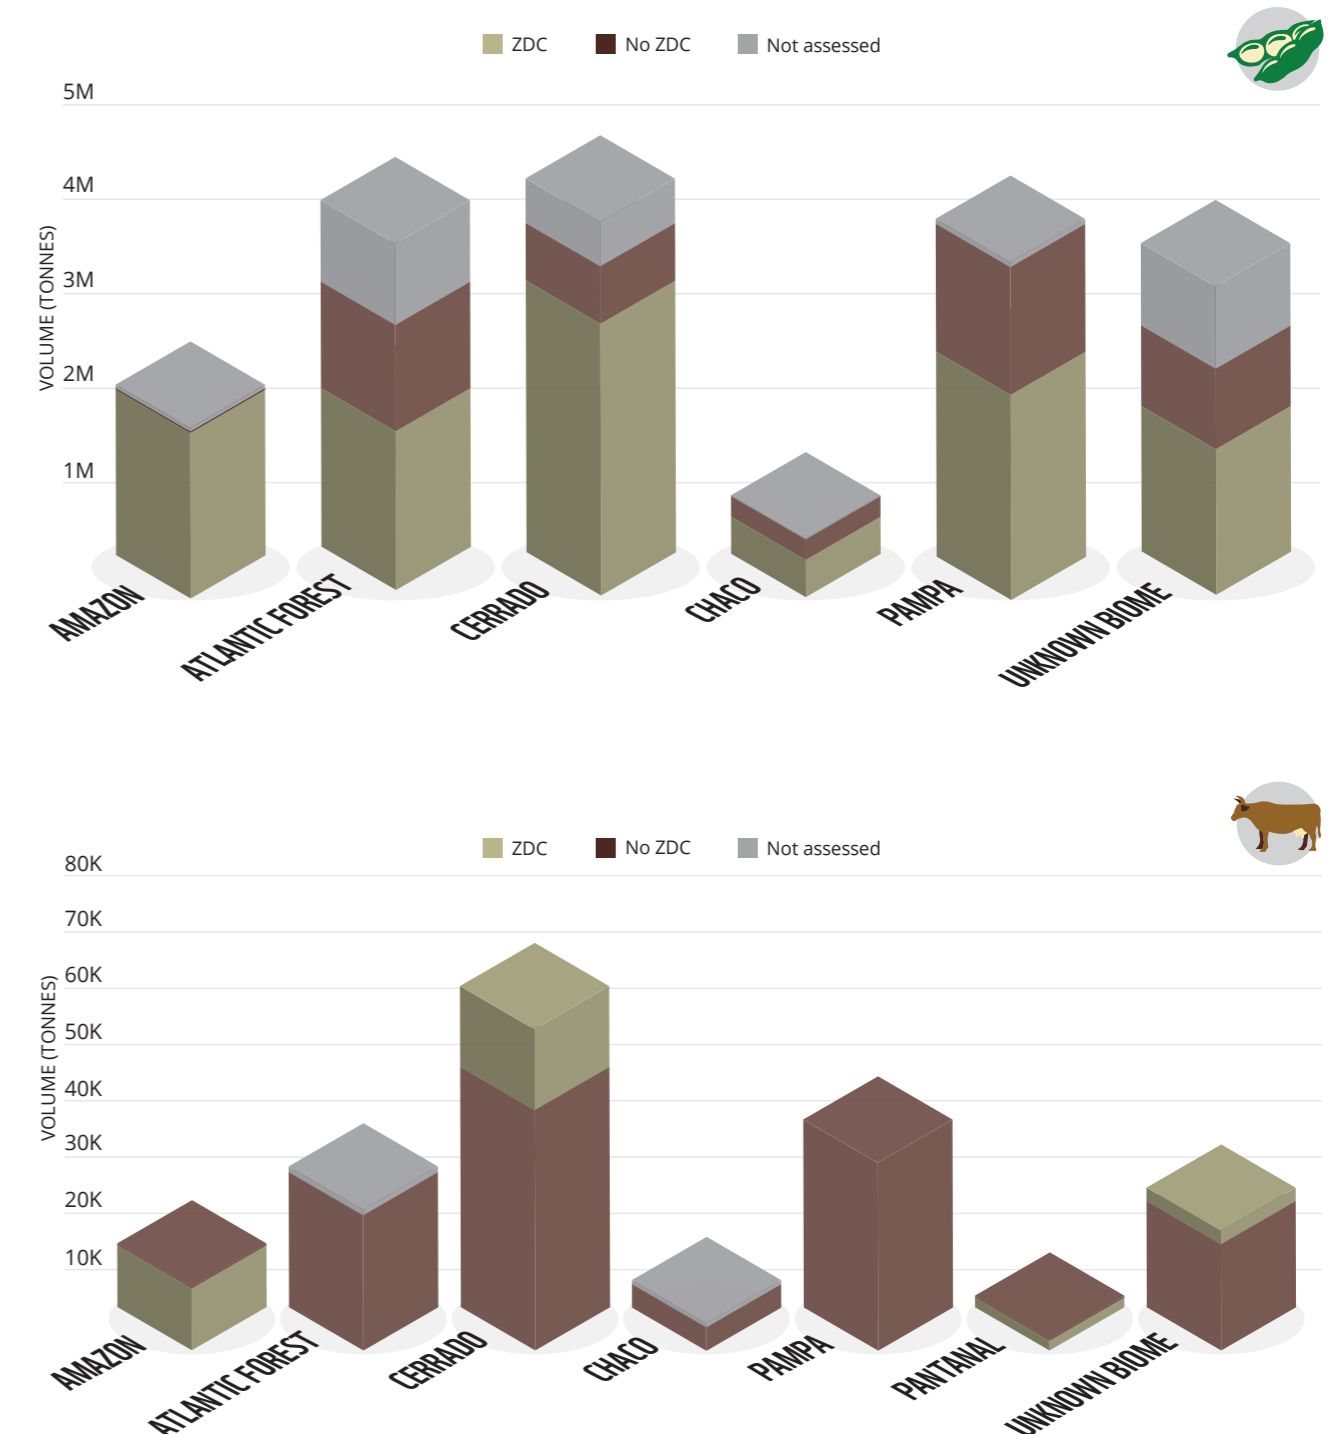 ZDC No ZDC Not assessed
5M
4M
3M
2M
1M
VOLUME (TONNES)
AMAZON
ATLANTIC FOREST
CERRADO
CHACO
PAMPA
UNKNOWN BIOME
ZDC No ZDC Not assessed
80K
70K
60K
50K
40K
30K
20K
10K
VOLUME (TONNES)
AMAZON
ATLANTIC FOREST
CERRADO
CHACO
PAMPA
PANTANAL
UNKNOWN BIOME